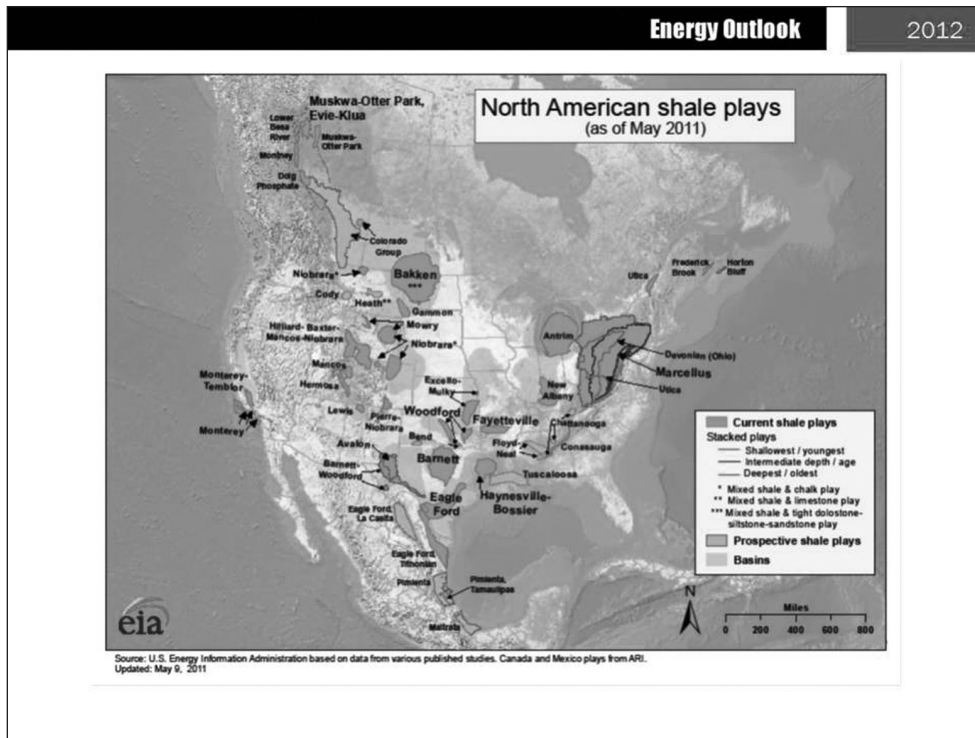 Energy Outlook
2012
North American shale plays
(as of May 2011)
Muskwa-Otter Park,
Evie-Klua
Lower
Besa
River
Muskwa-
Otter Park
Montney
Doig
Phosphate
Colorado
Group
Niobrara*
Bakken
***
Cody
Heath**
Gammon
Mowry
Hilliard- Baxter-
Mancos-Niobrara
Niobrara*
Mancos
Hermosa
Monterey-
Temblor
Monterey
Lewis
Pierre-
Niobrara
Excello-
Mulky
Woodford
Fayetteville
Bend
Avalon
Barnett
Barnett-
Woodford
Antrim
New
Albany
Chattanooga
Floyd-
Neal
Conasauga
Tuscaloosa
Haynesville-
Bossier
Eagle
Ford
Eagle Ford,
La Casita
Eagle Ford,
Tithonian
Pimienta
Pimienta,
Tamaulipas
Maltrata
Utica
Frederick
Brook
Horton
Bluff
Devonian (Ohio)
Marcellus
Utica
Current shale plays
Stacked plays
Shallowest / youngest
Intermediate depth / age
Deepest / oldest
* Mixed shale & chalk play
** Mixed shale & limestone play
*** Mixed shale & tight dolostone-
siltstone-sandstone play
Prospective shale plays
Basins
N
Miles
0 200 400 600 800
eia
Source: U.S. Energy Information Administration based on data from various published studies. Canada and Mexico plays from ARI.
Updated: May 9, 2011